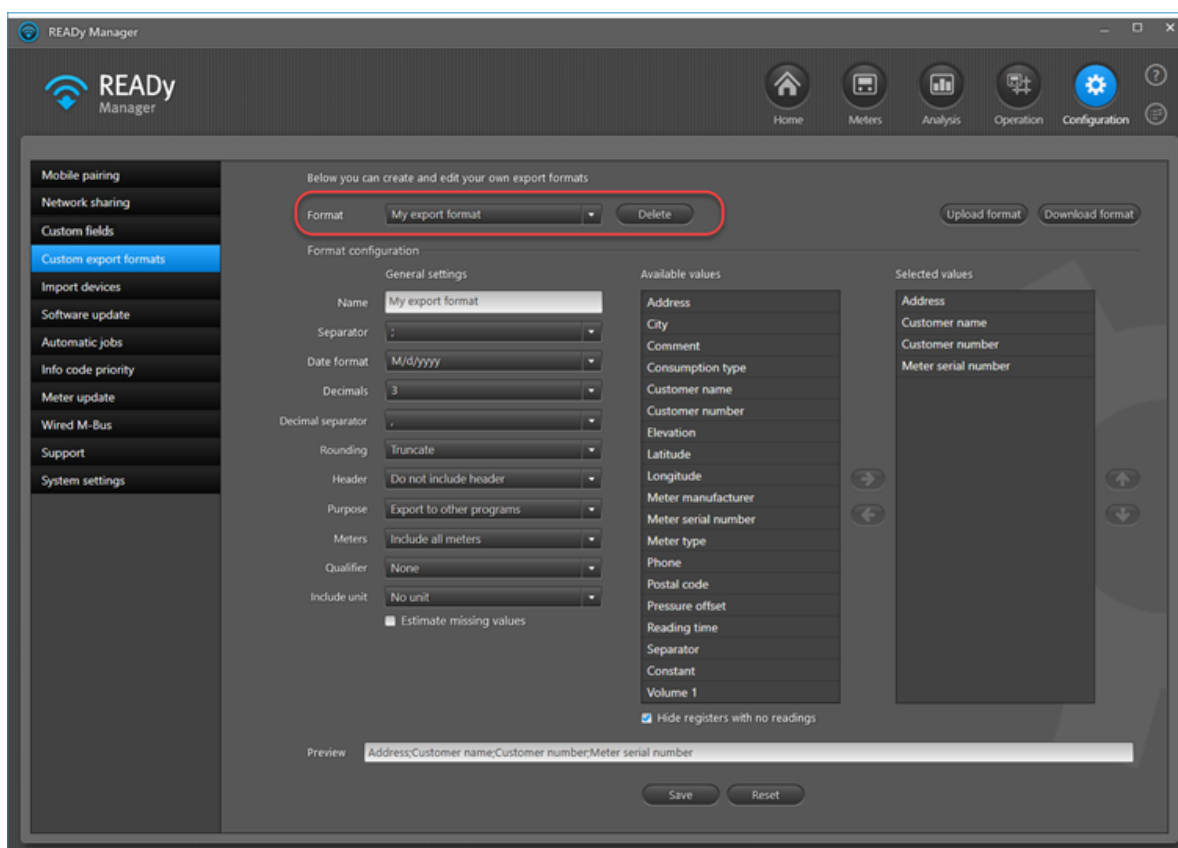 READy Manager
READy
Manager
Home
Meters
Analysis
Operation
Configuration
?
Mobile pairing
Network sharing
Custom fields
Custom export formats
Import devices
Software update
Automatic jobs
Info code priority
Meter update
Wired M-Bus
Support
System settings
Below you can create and edit your own export formats
Format My export format Delete Upload format Download format
Format configuration
General settings
Name My export format
Separator ;
Date format M/d/yyyy
Decimals 3
Decimal separator ,
Rounding Truncate
Header Do not include header
Purpose Export to other programs
Meters Include all meters
Qualifier None
Include unit No unit
Estimate missing values
Available values
Address
City
Comment
Consumption type
Customer name
Customer number
Elevation
Latitude
Longitude
Meter manufacturer
Meter serial number
Meter type
Phone
Postal code
Pressure offset
Reading time
Separator
Constant
Volume 1
Hide registers with no readings
Selected values
Address
Customer name
Customer number
Meter serial number
Preview Address;Customer name;Customer number;Meter serial number
Save Reset